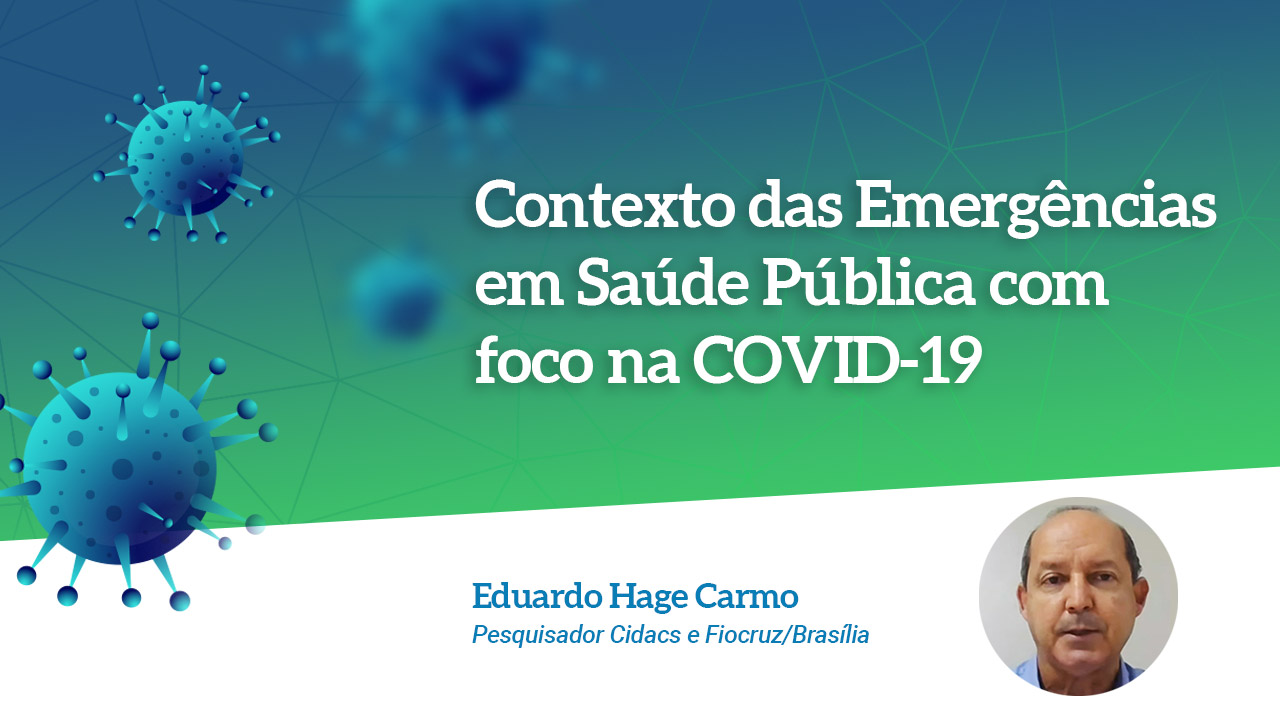 Contexto das Emergências
em Saúde Pública com
foco na COVID-19
Eduardo Hage Carmo
Pesquisador Cidacs e Fiocruz/Brasília